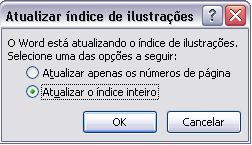 Atualizar índice de ilustrações
O Word está atualizando o índice de ilustrações.
Selecione uma das opções a seguir:
Atualizar apenas os números de página
Atualizar o índice inteiro
OK
Cancelar